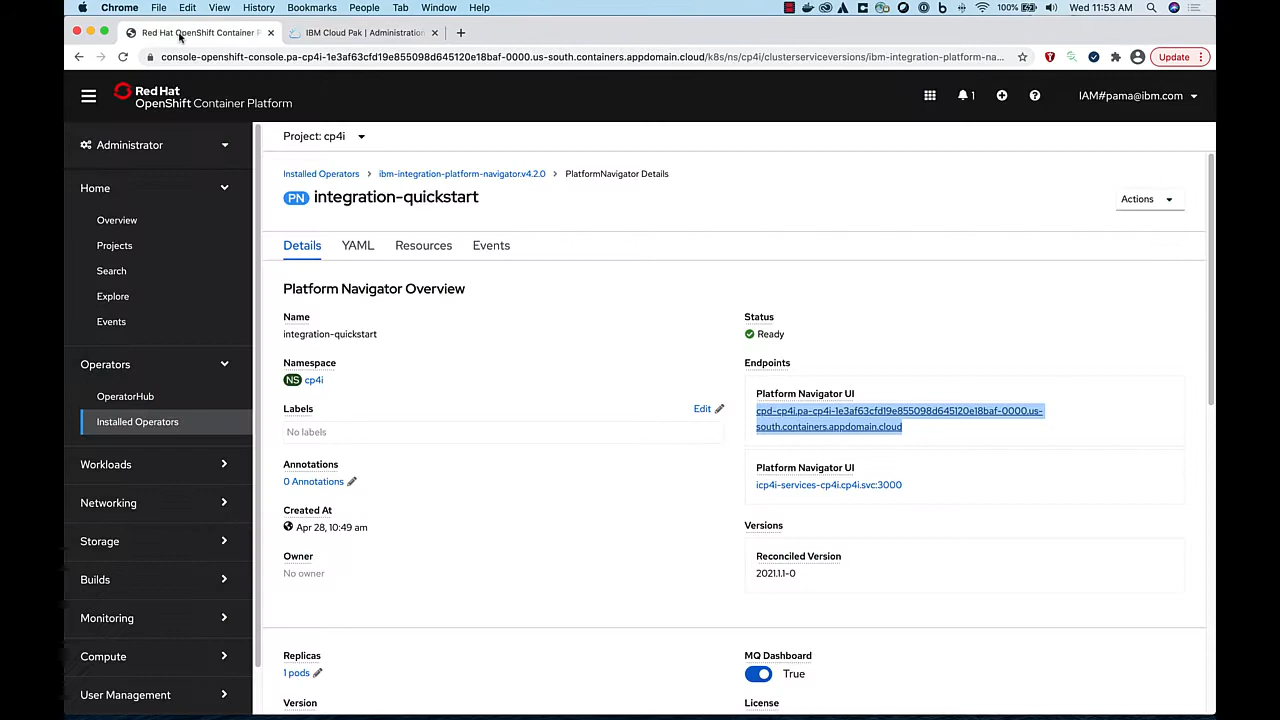 Chrome File Edit View History Bookmarks People Tab Window Help 100% Wed 11:53 AM
Red Hat OpenShift Container P IBM Cloud Pak | Administration
console-openshift-console.pa-cp4i-1e3af63cfd19e855098d645120e18baf-0000.us-south.containers.appdomain.cloud/k8s/ns/cp4i/clusterserviceversions/ibm-integration-platform-na... Update
Red Hat
OpenShift Container Platform
1
IAM#pama@ibm.com
Administrator
Home
Overview
Projects
Search
Explore
Events
Operators
OperatorHub
Installed Operators
Workloads
Networking
Storage
Builds
Monitoring
Compute
User Management
Project: cp4i
Installed Operators > ibm-integration-platform-navigator.v4.2.0 > PlatformNavigator Details
PN integration-quickstart
Actions
Details YAML Resources Events
Platform Navigator Overview
Name
integration-quickstart
Namespace
NS cp4i
Labels Edit
No labels
Annotations
0 Annotations
Created At
Apr 28, 10:49 am
Owner
No owner
Status
Ready
Endpoints
Platform Navigator UI
cpd-cp4i.pa-cp4i-1e3af63cfd19e855098d645120e18baf-0000.us-
south.containers.appdomain.cloud
Platform Navigator UI
icp4i-services-cp4i.cp4i.svc:3000
Versions
Reconciled Version
2021.1.1-0
Replicas
1 pods
Version
MQ Dashboard
True
License